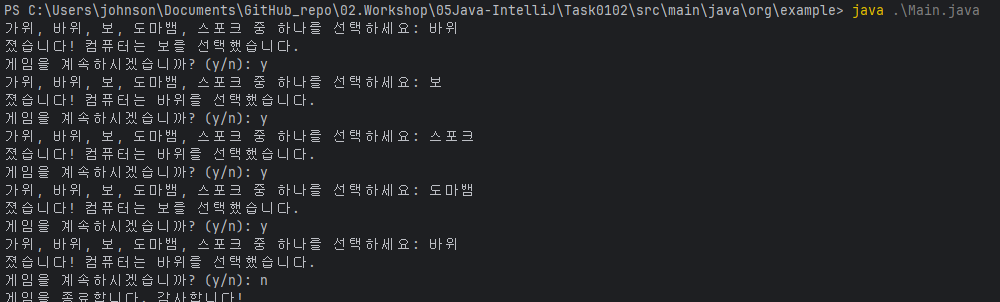 PS C:\Users\johnson\Documents\GitHub_repo\02.Workshop\05Java-IntelliJ\Task0102\src\main\java\org\example> java .\Main.java
가위, 바위, 보, 도마뱀, 스포크 중 하나를 선택하세요: 바위
졌습니다! 컴퓨터는 보를 선택했습니다.
게임을 계속하시겠습니까? (y/n): y
가위, 바위, 보, 도마뱀, 스포크 중 하나를 선택하세요: 보
졌습니다! 컴퓨터는 바위를 선택했습니다.
게임을 계속하시겠습니까? (y/n): y
가위, 바위, 보, 도마뱀, 스포크 중 하나를 선택하세요: 스포크
졌습니다! 컴퓨터는 바위를 선택했습니다.
게임을 계속하시겠습니까? (y/n): y
가위, 바위, 보, 도마뱀, 스포크 중 하나를 선택하세요: 도마뱀
졌습니다! 컴퓨터는 보를 선택했습니다.
게임을 계속하시겠습니까? (y/n): y
가위, 바위, 보, 도마뱀, 스포크 중 하나를 선택하세요: 바위
졌습니다! 컴퓨터는 바위를 선택했습니다.
게임을 계속하시겠습니까? (y/n): n
게임을 종료합니다. 감사합니다!